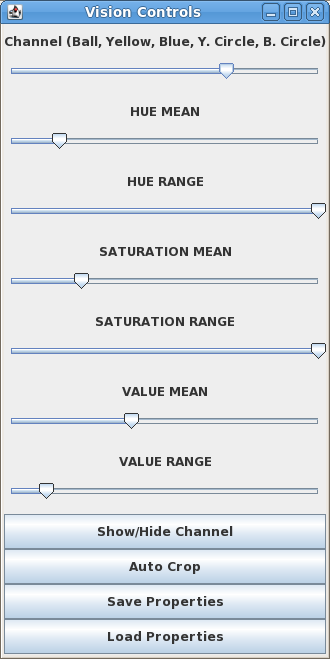 Vision Controls
Channel (Ball, Yellow, Blue, Y. Circle, B. Circle)
HUE MEAN
HUE RANGE
SATURATION MEAN
SATURATION RANGE
VALUE MEAN
VALUE RANGE
Show/Hide Channel
Auto Crop
Save Properties
Load Properties